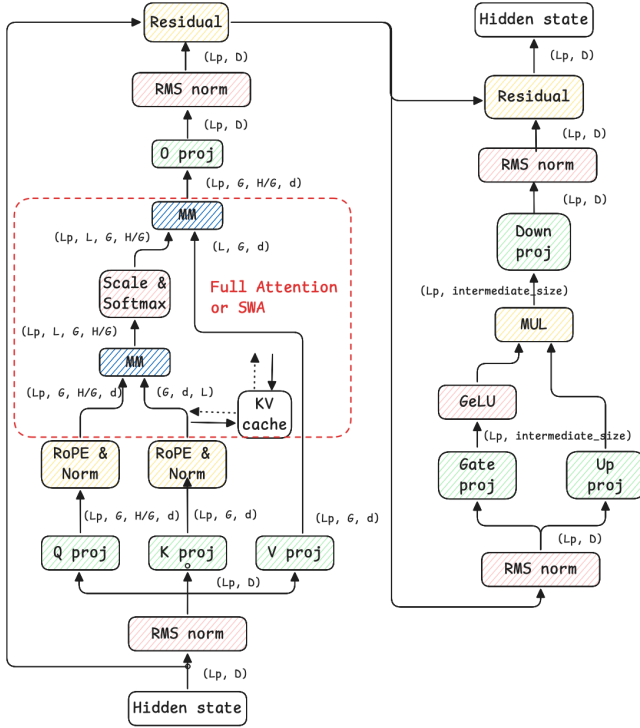 Residual
(Lp, D)
RMS norm
(Lp, D)
O proj
(Lp, G, H/G, d)
MM
(Lp, L, G, H/G)
(L, G, d)
Scale &
Softmax
Full Attention
or SWA
(Lp, L, G, H/G)
MM
(Lp, G, H/G, d)
(G, d, L)
KV
cache
RoPE &
Norm
RoPE &
Norm
(Lp, G, H/G, d)
(Lp, G, d)
(Lp, G, d)
Q proj
K proj
V proj
(Lp, D)
RMS norm
(Lp, D)
Hidden state
Hidden state
(Lp, D)
Residual
(Lp, D)
RMS norm
(Lp, D)
Down
proj
(Lp, intermediate_size)
MUL
GeLU
(Lp, intermediate_size)
Gate
proj
Up
proj
(Lp, D)
RMS norm